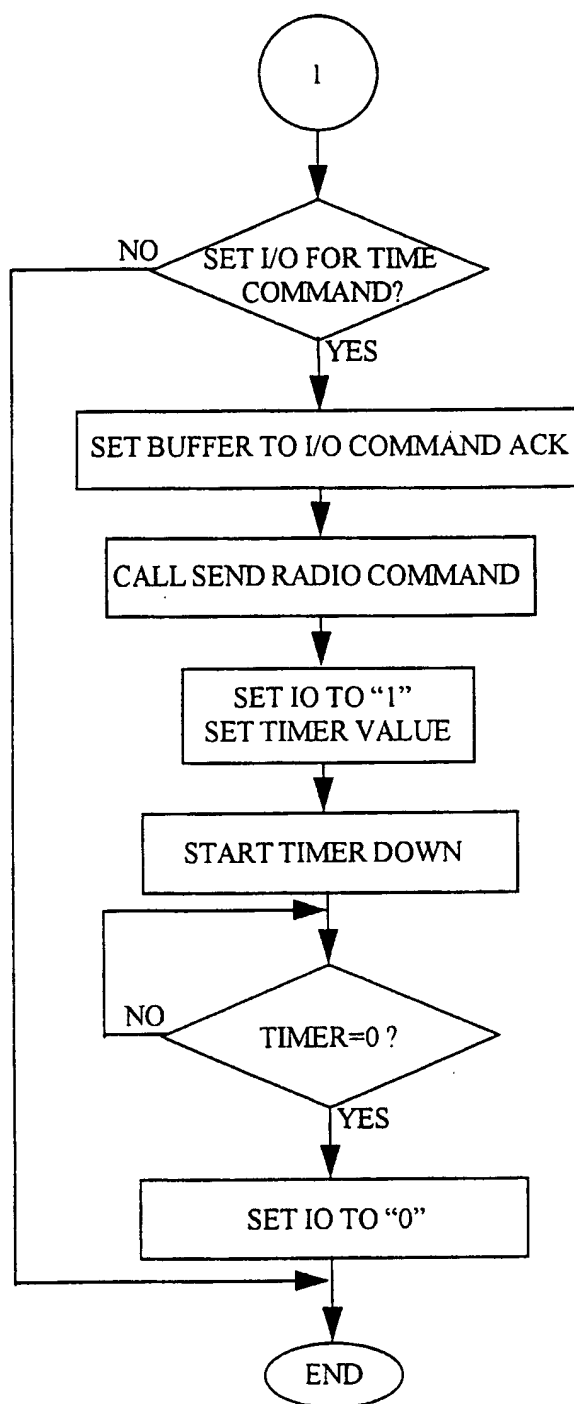 1
NO
SET I/O FOR TIME
COMMAND?
YES
SET BUFFER TO I/O COMMAND ACK
CALL SEND RADIO COMMAND
SET IO TO “1”
SET TIMER VALUE
START TIMER DOWN
NO
TIMER=0 ?
YES
SET IO TO “0”
END